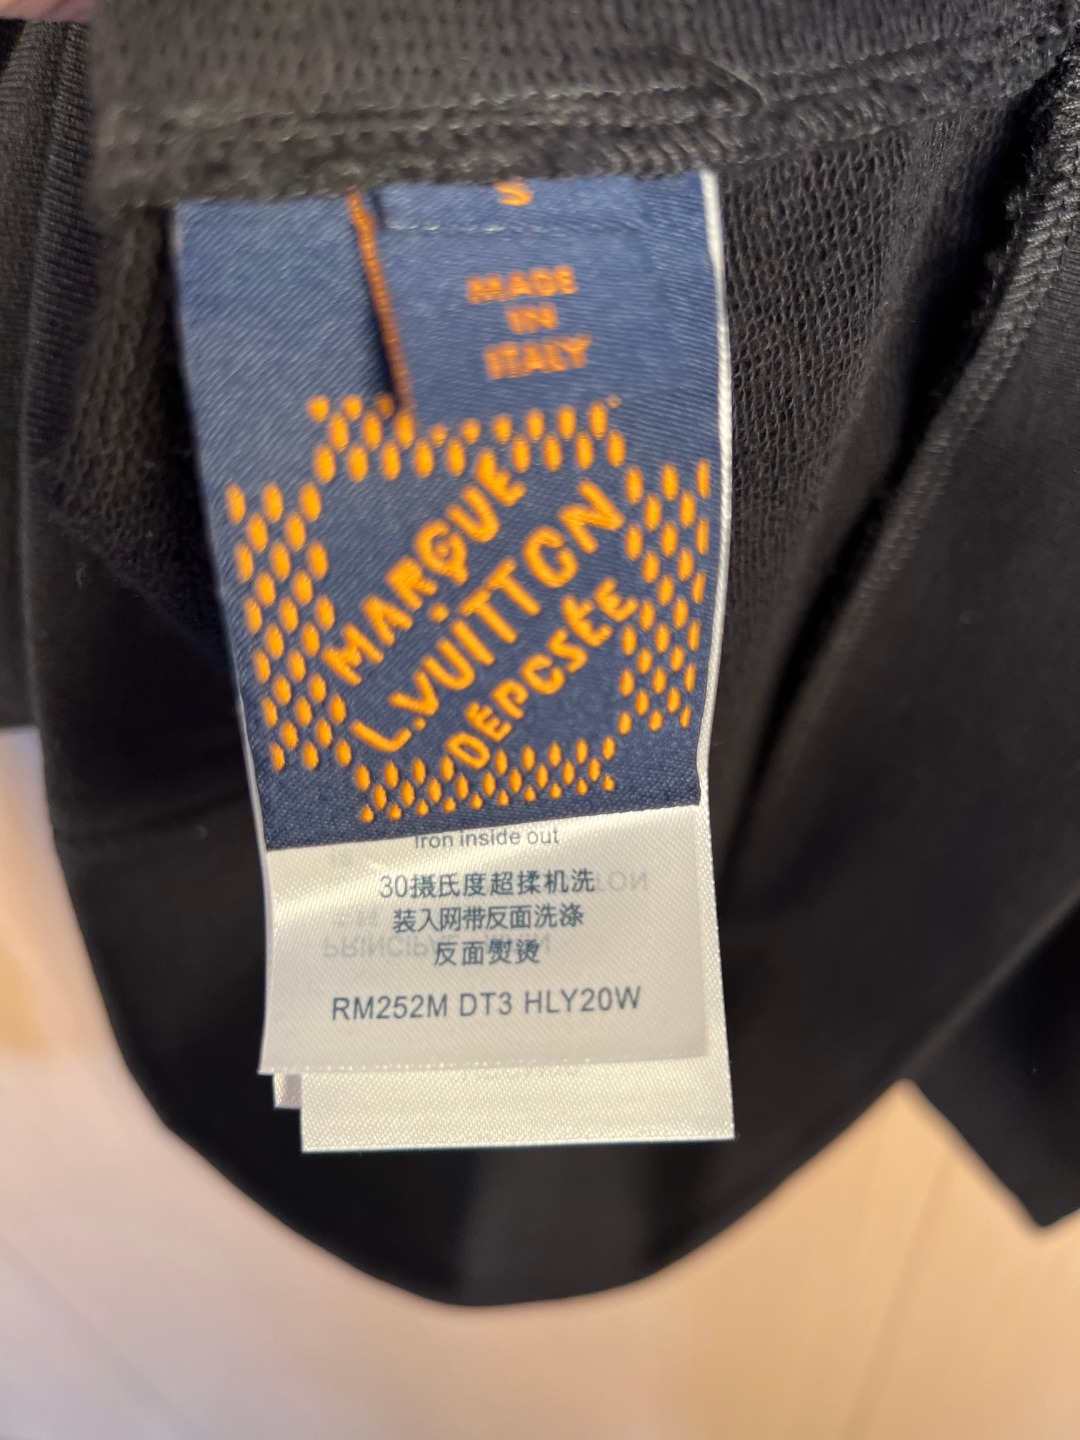 S
MADE
IN
ITALY
MARQUE
L.VUITTON
DÉPOSÉE
Iron inside out
30摄氏度超揉机洗
装入网带反面洗涤
反面熨烫
RM252M DT3 HLY20W